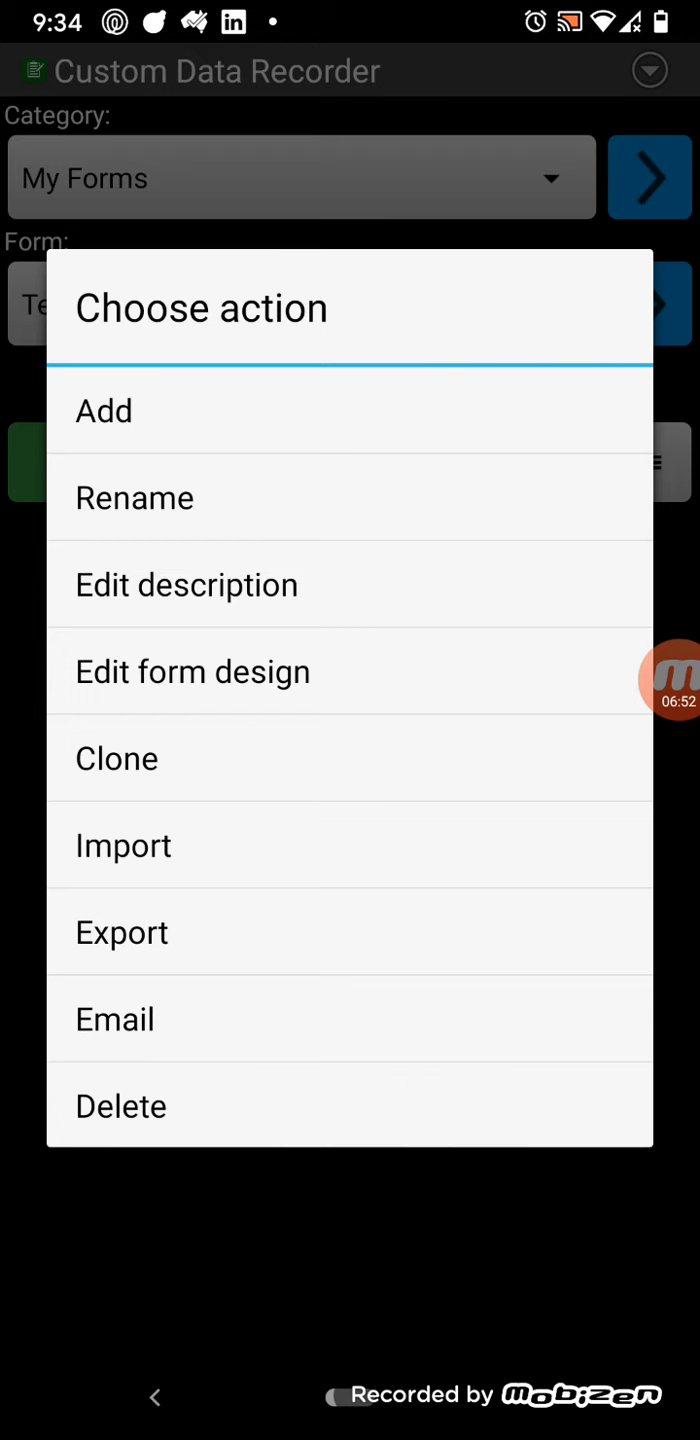 9:34
Custom Data Recorder
Category:
My Forms
Form:
Te
Choose action
Add
Rename
Edit description
Edit form design
Clone
Import
Export
Email
Delete
06:52
Recorded by mobizen